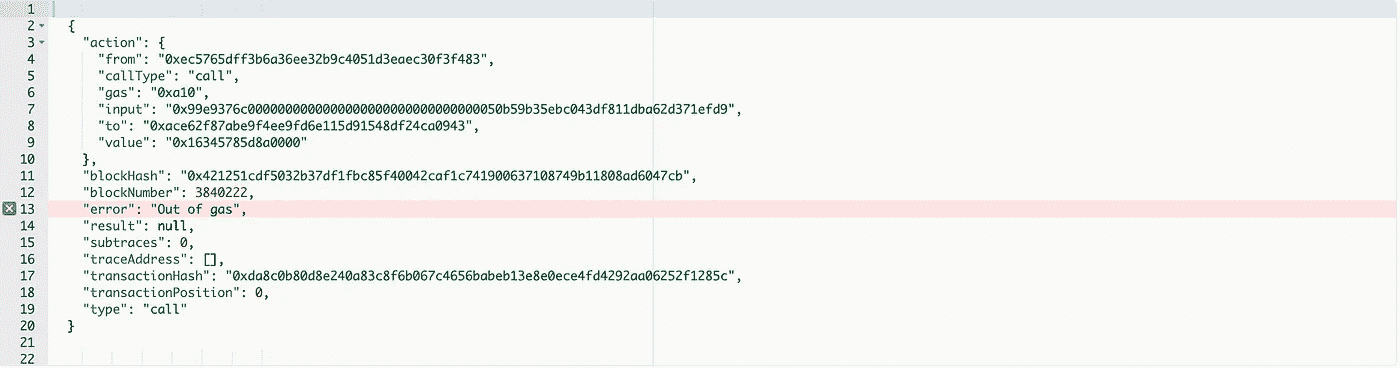 1
2 {
3 "action": {
4 "from": "0xec5765dff3b6a36ee32b9c4051d3eaec30f3f483",
5 "callType": "call",
6 "gas": "0xa10",
7 "input": "0x99e9376c00000000000000000000000000000000050b59b35ebc043df811dba62d371efd9",
8 "to": "0xace62f87abe9f4ee9fd6e115d91548df24ca0943",
9 "value": "0x16345785d8a0000"
10 },
11 "blockHash": "0x421251cdf5032b37df1fbc85f40042caf1c741900637108749b11808ad6047cb",
12 "blockNumber": 3840222,
13 "error": "Out of gas",
14 "result": null,
15 "subtraces": 0,
16 "traceAddress": [],
17 "transactionHash": "0xda8c0b80d8e240a83c8f6b067c4656babeb13e8e0ece4fd4292aa06252f1285c",
18 "transactionPosition": 0,
19 "type": "call"
20 }
21
22